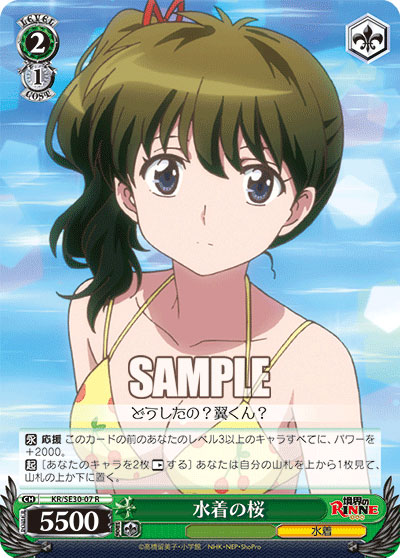 LEVEL
2
1
COST
SAMPLE
どうしたの？翼くん？
永 応援 このカードの前のあなたのレベル3以上のキャラすべてに、パワーを
+2000。
起 [あなたのキャラを2枚レストする] あなたは自分の山札を上から1枚見て、
山札の上か下に置く。
CH KR/SE30-07 R
POWER
5500
水着の桜
境界のRINNE
水着
©高橋留美子・小学館／NHK・NEP・ShoPro